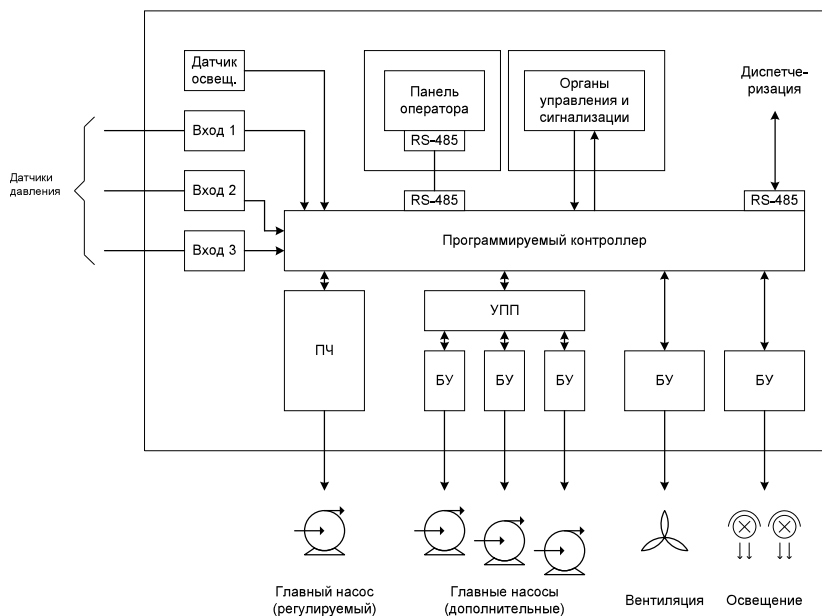 Датчик
освещ.
Панель
оператора
RS-485
Органы
управления и
сигнализации
Диспетче-
ризация
Вход 1
Датчики
давления
Вход 2
Вход 3
RS-485
RS-485
Программируемый контроллер
ПЧ
УПП
БУ
БУ
БУ
БУ
БУ
Главный насос
(регулируемый)
Главные насосы
(дополнительные)
Вентиляция
Освещение